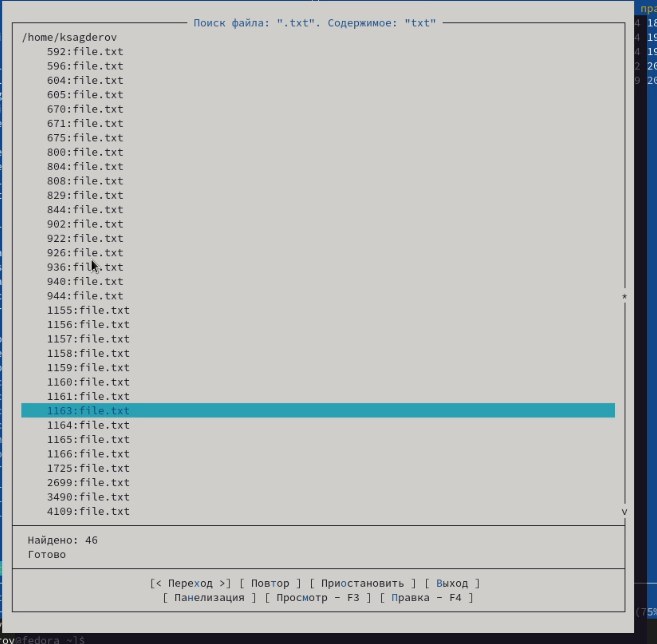 Поиск файла: ".txt". Содержимое: "txt"
/home/ksagderov
592:file.txt
596:file.txt
604:file.txt
605:file.txt
670:file.txt
671:file.txt
675:file.txt
800:file.txt
804:file.txt
808:file.txt
829:file.txt
844:file.txt
902:file.txt
922:file.txt
926:file.txt
936:file.txt
940:file.txt
944:file.txt
1155:file.txt
1156:file.txt
1157:file.txt
1158:file.txt
1159:file.txt
1160:file.txt
1161:file.txt
1163:file.txt
1164:file.txt
1165:file.txt
1166:file.txt
1725:file.txt
2699:file.txt
3490:file.txt
4109:file.txt
Найдено: 46
Готово
[< Переход >] [ Повтор ] [ Приостановить ] [ Выход ]
[ Панелизация ] [ Просмотр - F3 ] [ Правка - F4 ]
rov@fedora ~]$